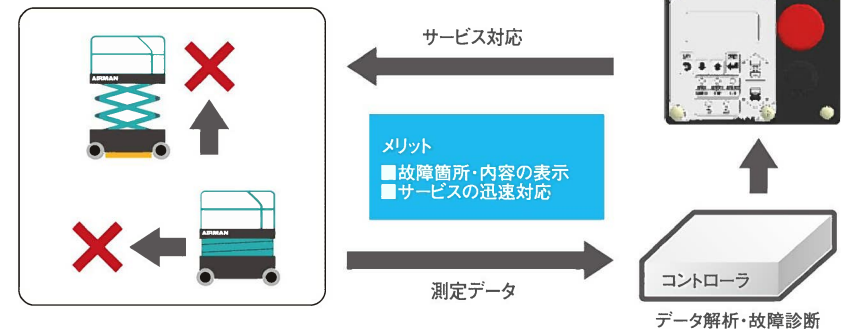 サービス対応
AIRMAN
メリット
■故障箇所・内容の表示
■サービスの迅速対応
AIRMAN
測定データ
コントローラ
データ解析・故障診断